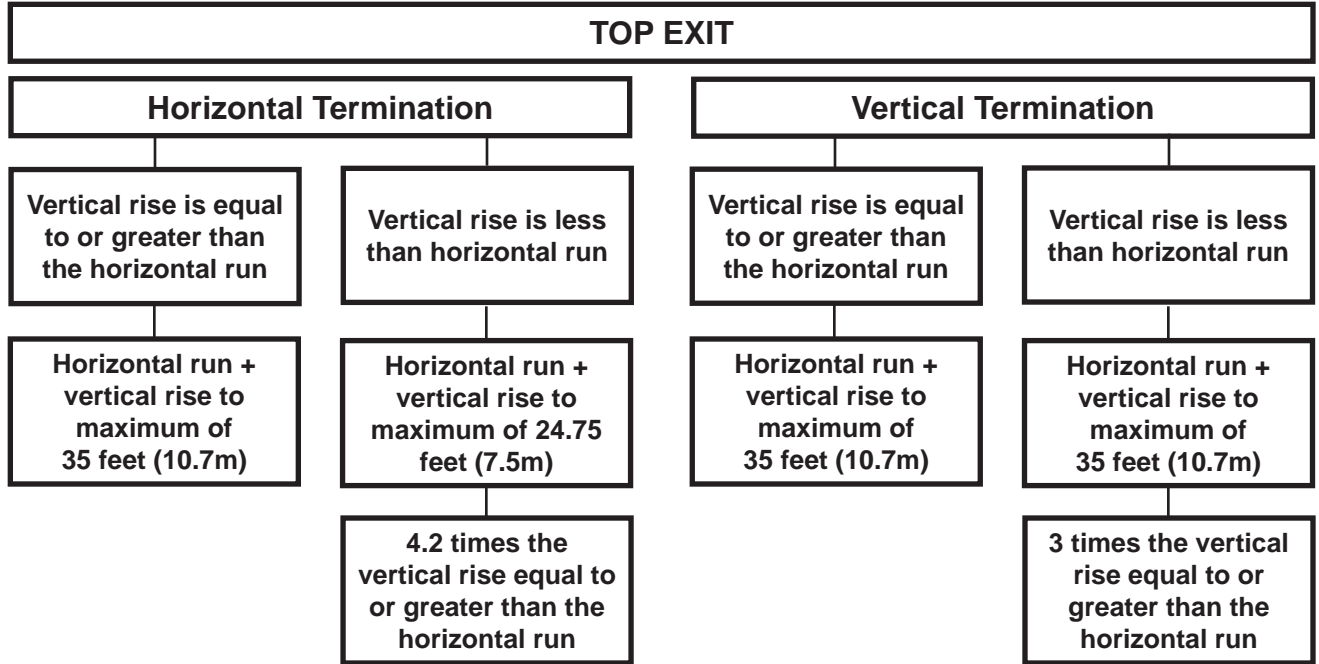 TOP EXIT
Horizontal Termination
Vertical Termination
Vertical rise is equal
to or greater than
the horizontal run
Vertical rise is less
than horizontal run
Vertical rise is equal
to or greater than
the horizontal run
Vertical rise is less
than horizontal run
Horizontal run +
vertical rise to
maximum of
35 feet (10.7m)
Horizontal run +
vertical rise to
maximum of 24.75
feet (7.5m)
Horizontal run +
vertical rise to
maximum of
35 feet (10.7m)
Horizontal run +
vertical rise to
maximum of
35 feet (10.7m)
4.2 times the
vertical rise equal to
or greater than the
horizontal run
3 times the vertical
rise equal to or
greater than the
horizontal run